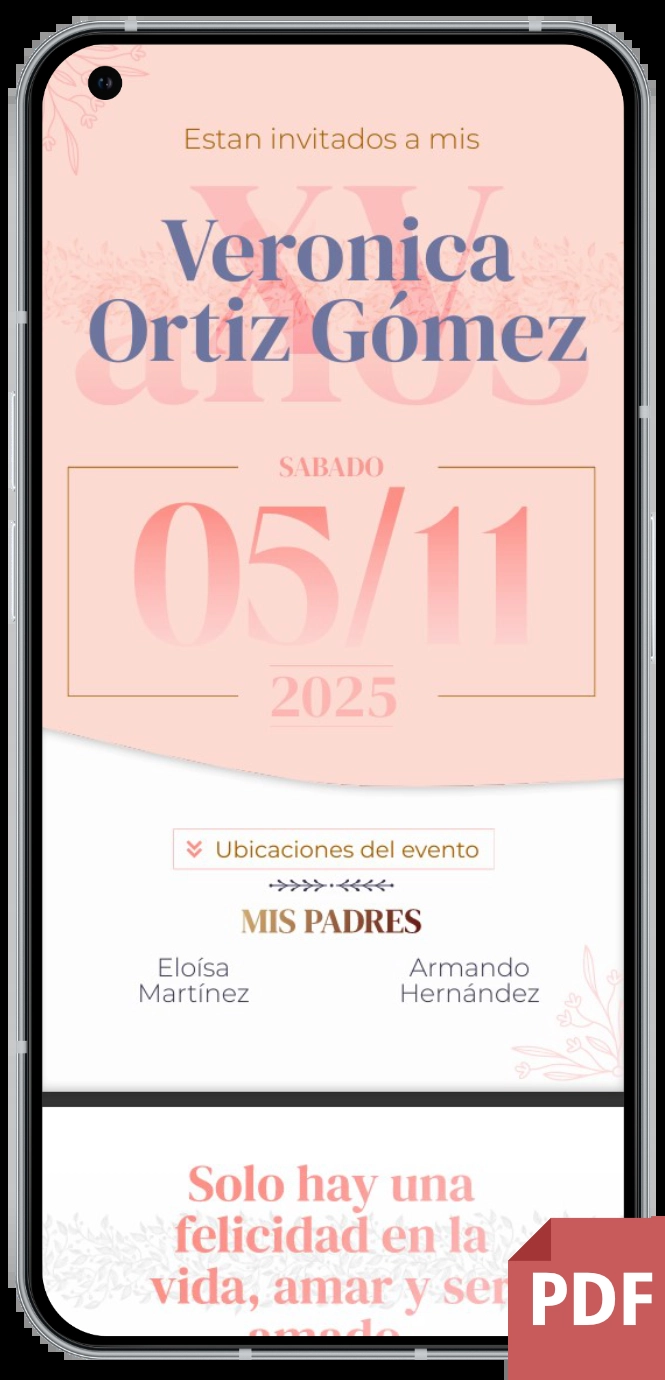 Estan invitados a mis
XV
años
Veronica
Ortiz Gómez
SABADO
05/11
2025
Ubicaciones del evento
MIS PADRES
Eloísa
Martínez
Armando
Hernández
Solo hay una
felicidad en la
vida, amar y ser
amado
PDF